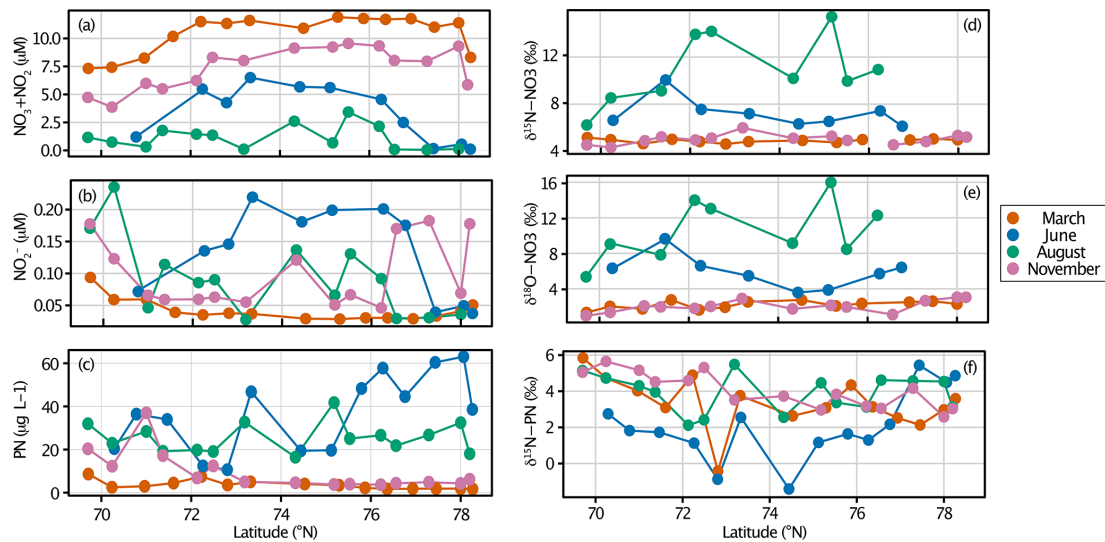 (a)
NO₃+NO₂ (µM)
10.0
7.5
5.0
2.5
0.0
(b)
NO₂⁻ (µM)
0.20
0.15
0.10
0.05
(c)
PN (ug L−1)
60
40
20
0
70 72 74 76 78
Latitude (°N)
(d)
δ¹⁵N−NO3 (‰)
12
8
4
(e)
δ¹⁸O−NO3 (‰)
16
12
8
4
(f)
δ¹⁵N−PN (‰)
6
4
2
0
70 72 74 76 78
Latitude (°N)
March
June
August
November